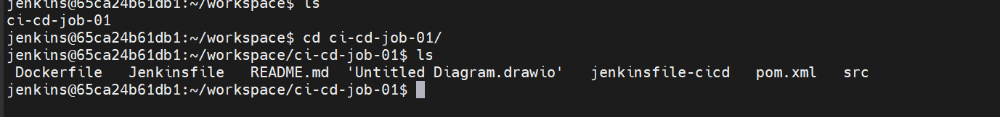 jenkins@65ca24b61db1:~/workspace$ ls
ci-cd-job-01
jenkins@65ca24b61db1:~/workspace$ cd ci-cd-job-01/
jenkins@65ca24b61db1:~/workspace/ci-cd-job-01$ ls
Dockerfile   Jenkinsfile   README.md  'Untitled Diagram.drawio'   jenkinsfile-cicd   pom.xml   src
jenkins@65ca24b61db1:~/workspace/ci-cd-job-01$